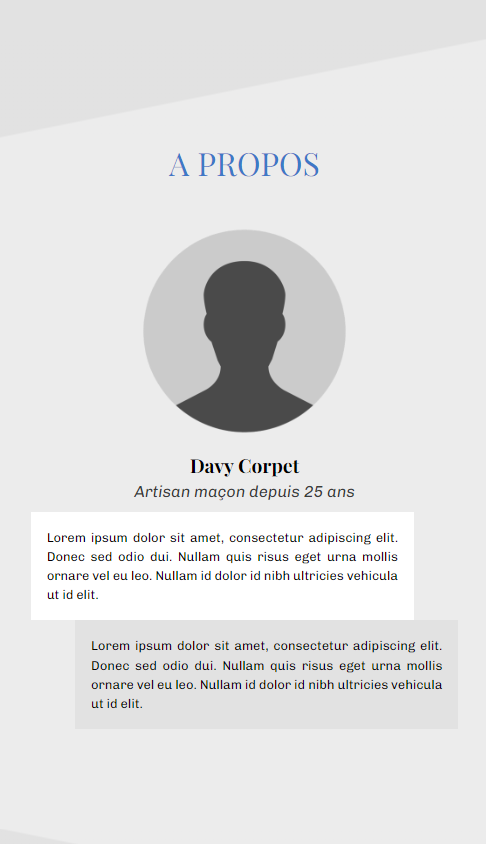 A PROPOS
Davy Corpet
Artisan maçon depuis 25 ans
Lorem ipsum dolor sit amet, consectetur adipiscing elit.
Donec sed odio dui. Nullam quis risus eget urna mollis
ornare vel eu leo. Nullam id dolor id nibh ultricies vehicula
ut id elit.
Lorem ipsum dolor sit amet, consectetur adipiscing elit.
Donec sed odio dui. Nullam quis risus eget urna mollis
ornare vel eu leo. Nullam id dolor id nibh ultricies vehicula
ut id elit.